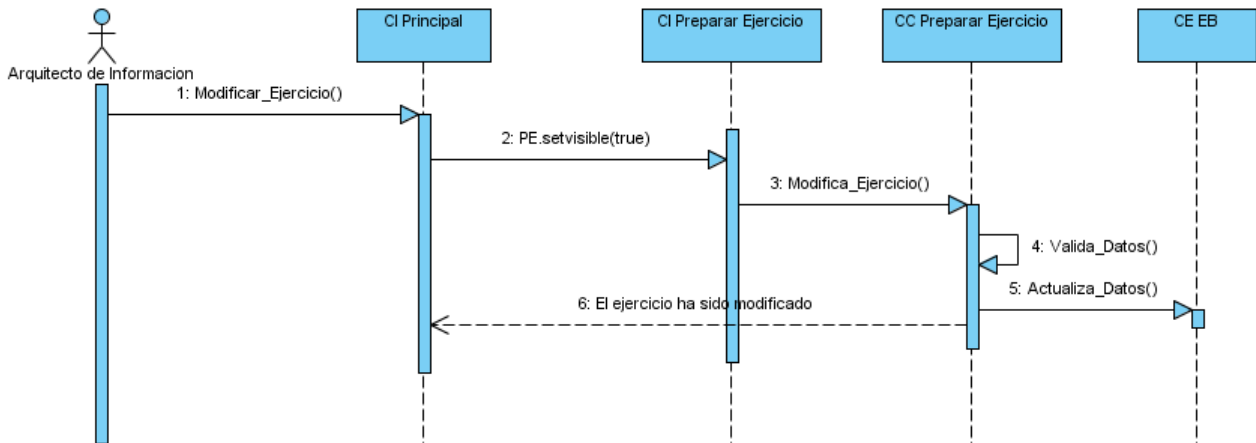 CI Principal
CI Preparar Ejercicio
CC Preparar Ejercicio
CE EB
Arquitecto de Informacion
1: Modificar_Ejercicio()
2: PE.setvisible(true)
3: Modifica_Ejercicio()
4: Valida_Datos()
5: Actualiza_Datos()
6: El ejercicio ha sido modificado